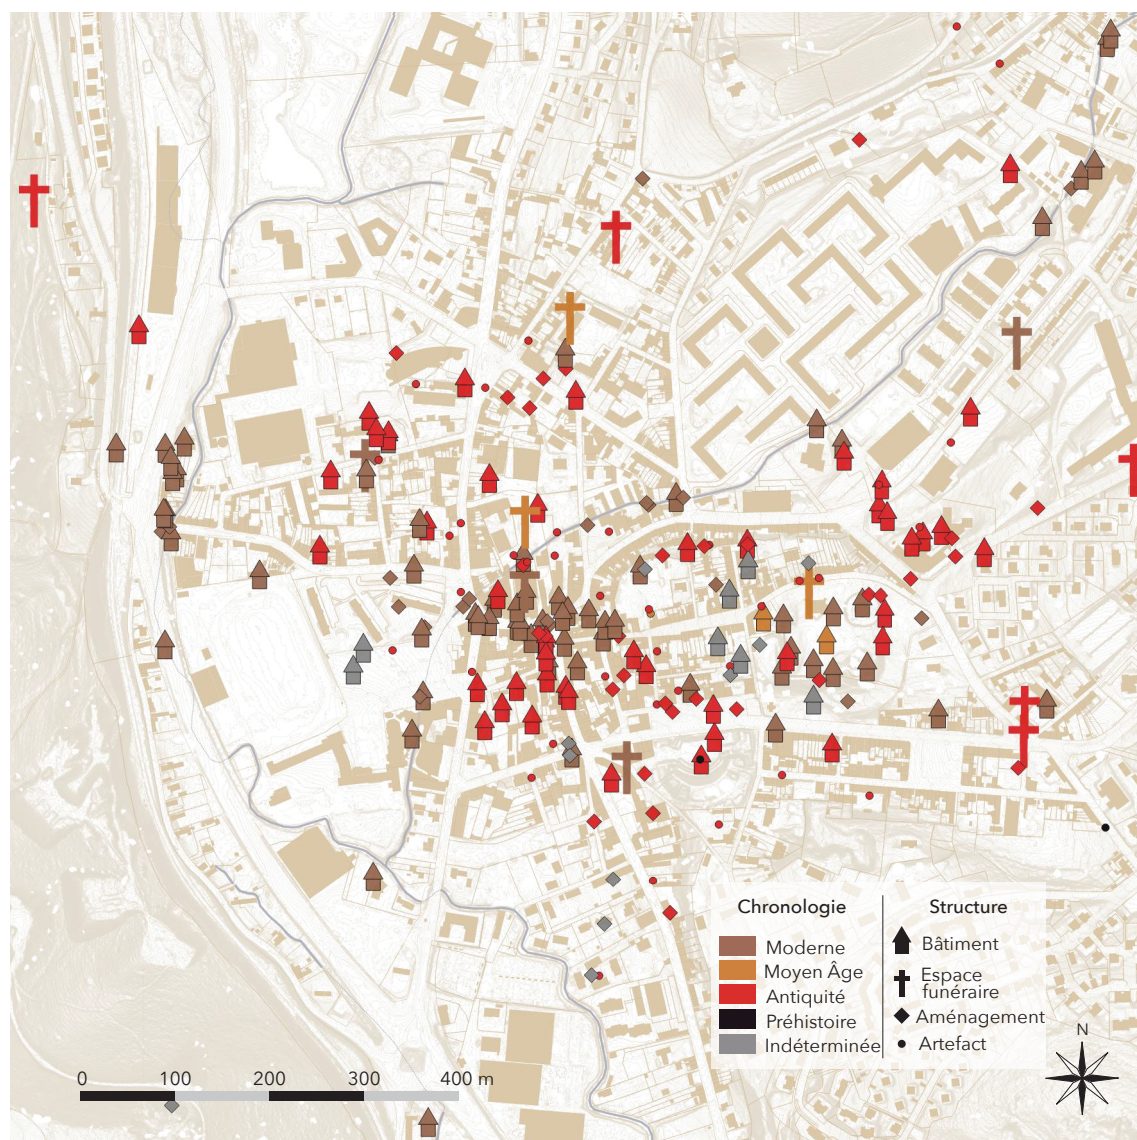 Chronologie
Moderne
Moyen Âge
Antiquité
Préhistoire
Indéterminée
Structure
Bâtiment
Espace
funéraire
Aménagement
Artefact
N
0 100 200 300 400 m